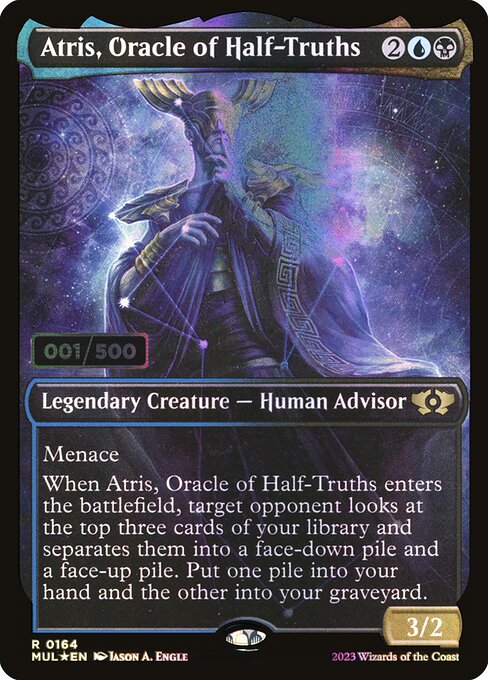 Atris, Oracle of Half-Truths 2
001/500
Legendary Creature — Human Advisor
Menace
When Atris, Oracle of Half-Truths enters
the battlefield, target opponent looks at
the top three cards of your library and
separates them into a face-down pile and
a face-up pile. Put one pile into your
hand and the other into your graveyard.
3/2
R 0164
MUL★EN Jason A. Engle 2023 Wizards of the Coast